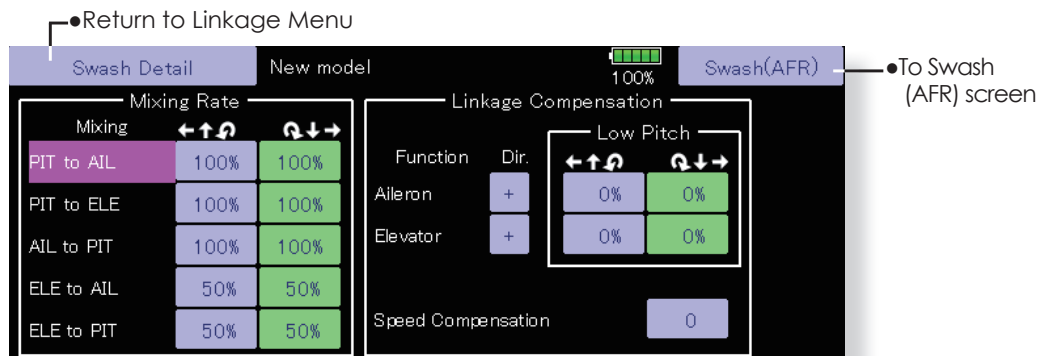 ●Return to Linkage Menu
Swash Detail New model 100% Swash(AFR)
●To Swash
(AFR) screen
Mixing Rate
Mixing ←↑↶ ↷↓→
PIT to AIL 100% 100%
PIT to ELE 100% 100%
AIL to PIT 100% 100%
ELE to AIL 50% 50%
ELE to PIT 50% 50%
Linkage Compensation
Low Pitch
Function Dir. ←↑↶ ↷↓→
Aileron + 0% 0%
Elevator + 0% 0%
Speed Compensation 0